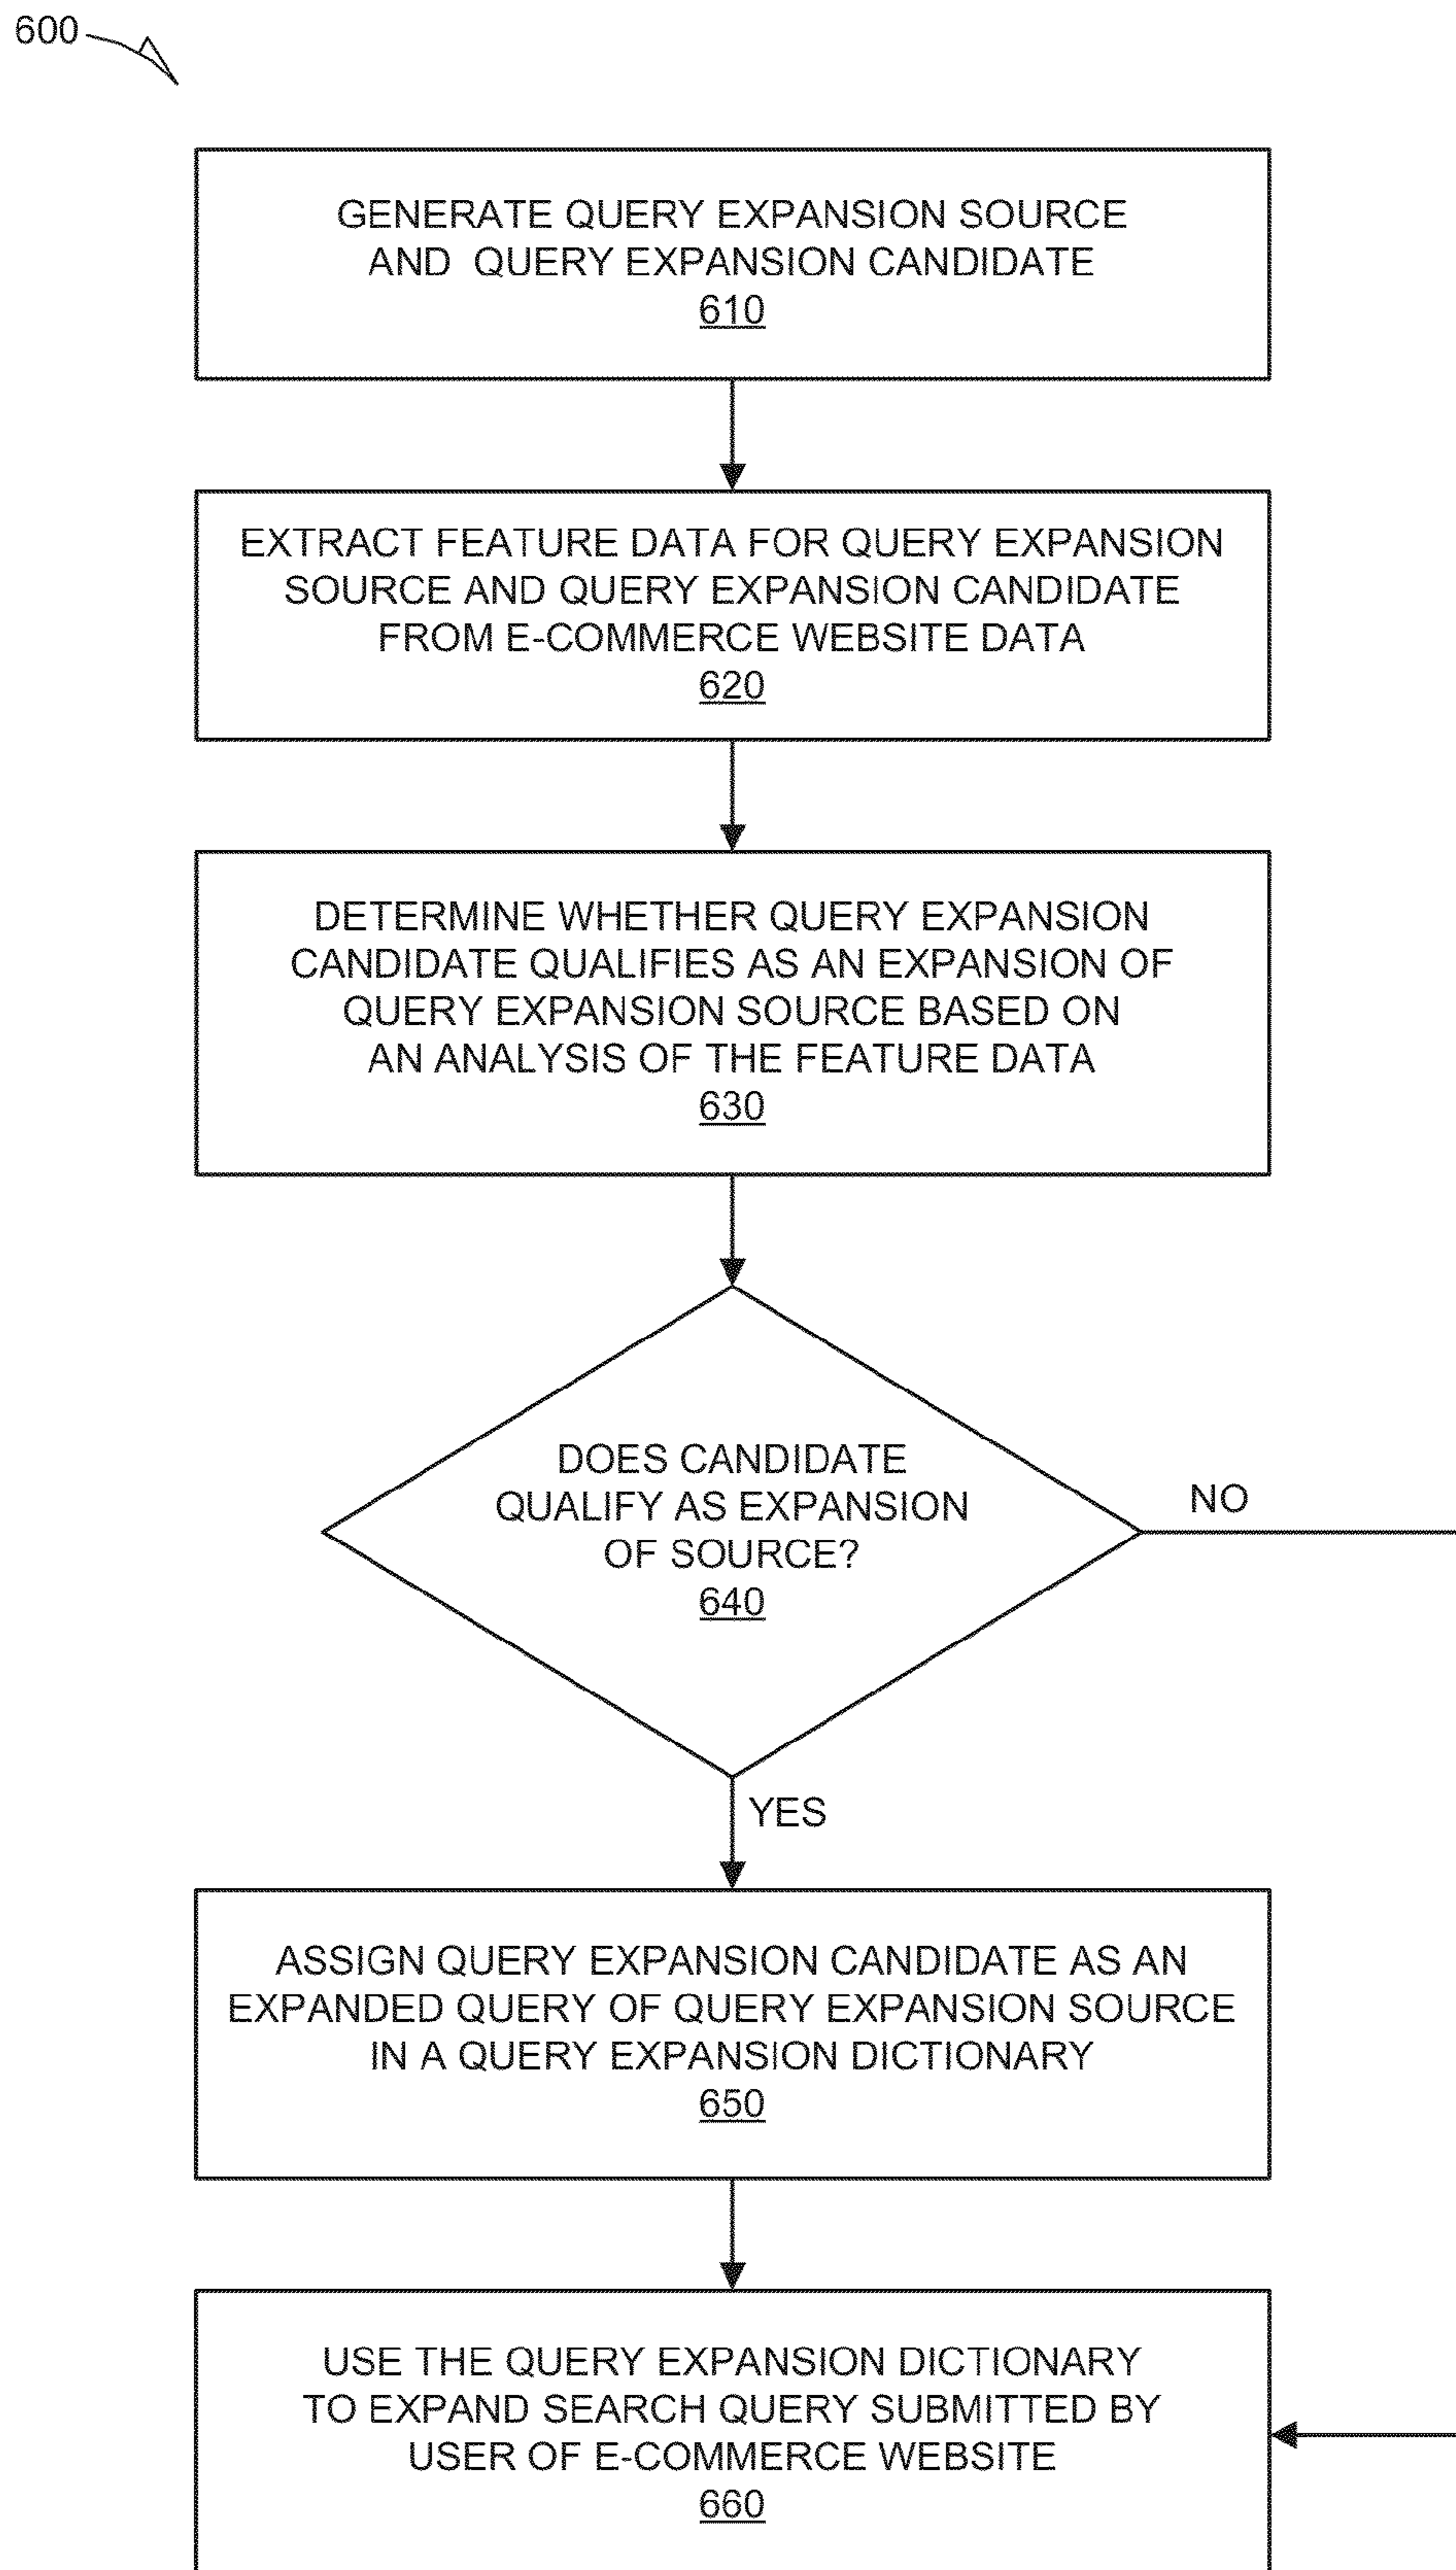 600
GENERATE QUERY EXPANSION SOURCE
AND QUERY EXPANSION CANDIDATE
610
EXTRACT FEATURE DATA FOR QUERY EXPANSION
SOURCE AND QUERY EXPANSION CANDIDATE
FROM E-COMMERCE WEBSITE DATA
620
DETERMINE WHETHER QUERY EXPANSION
CANDIDATE QUALIFIES AS AN EXPANSION OF
QUERY EXPANSION SOURCE BASED ON
AN ANALYSIS OF THE FEATURE DATA
630
DOES CANDIDATE
QUALIFY AS EXPANSION
OF SOURCE?
640
NO
YES
ASSIGN QUERY EXPANSION CANDIDATE AS AN
EXPANDED QUERY OF QUERY EXPANSION SOURCE
IN A QUERY EXPANSION DICTIONARY
650
USE THE QUERY EXPANSION DICTIONARY
TO EXPAND SEARCH QUERY SUBMITTED BY
USER OF E-COMMERCE WEBSITE
660